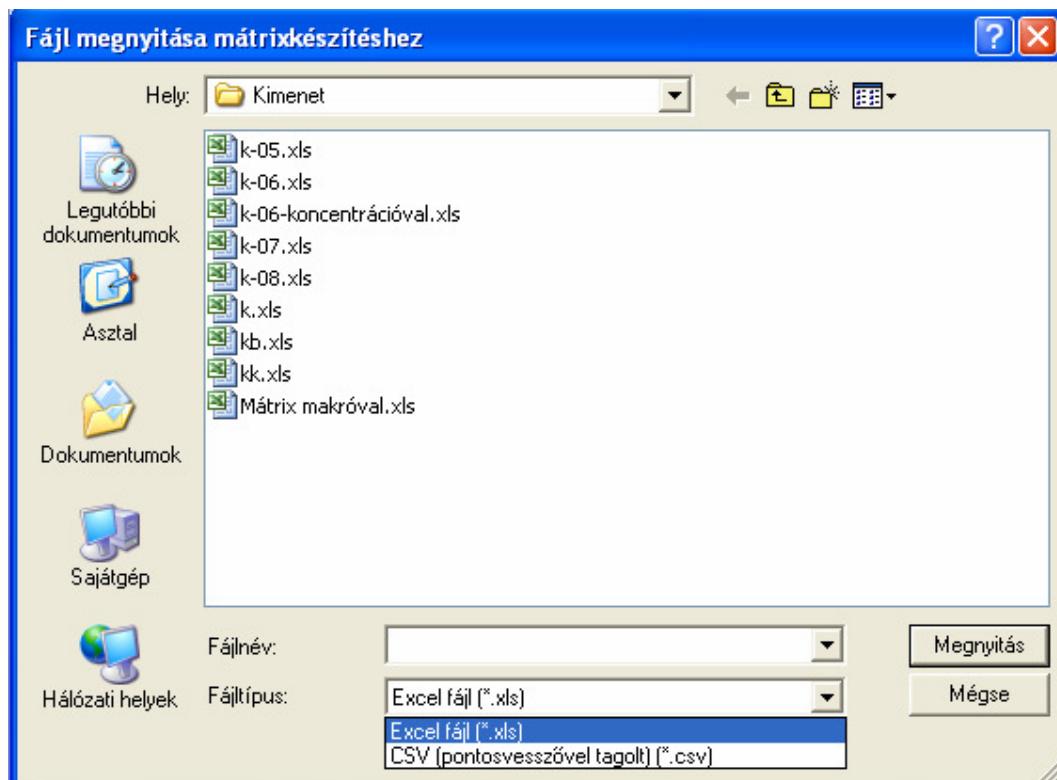 Fájl megnyitása mátrixkészítéshez
Hely:
Kimenet
k-05.xls
k-06.xls
k-06-koncentrációval.xls
k-07.xls
k-08.xls
k.xls
kb.xls
kk.xls
Mátrix makróval.xls
Legutóbbi
dokumentumok
Asztal
Dokumentumok
Sajátgép
Hálózati helyek
Fájlnév:
Megnyitás
Fájltípus:
Excel fájl (*.xls)
Mégse
Excel fájl (*.xls)
CSV (pontosvesszővel tagolt) (*.csv)